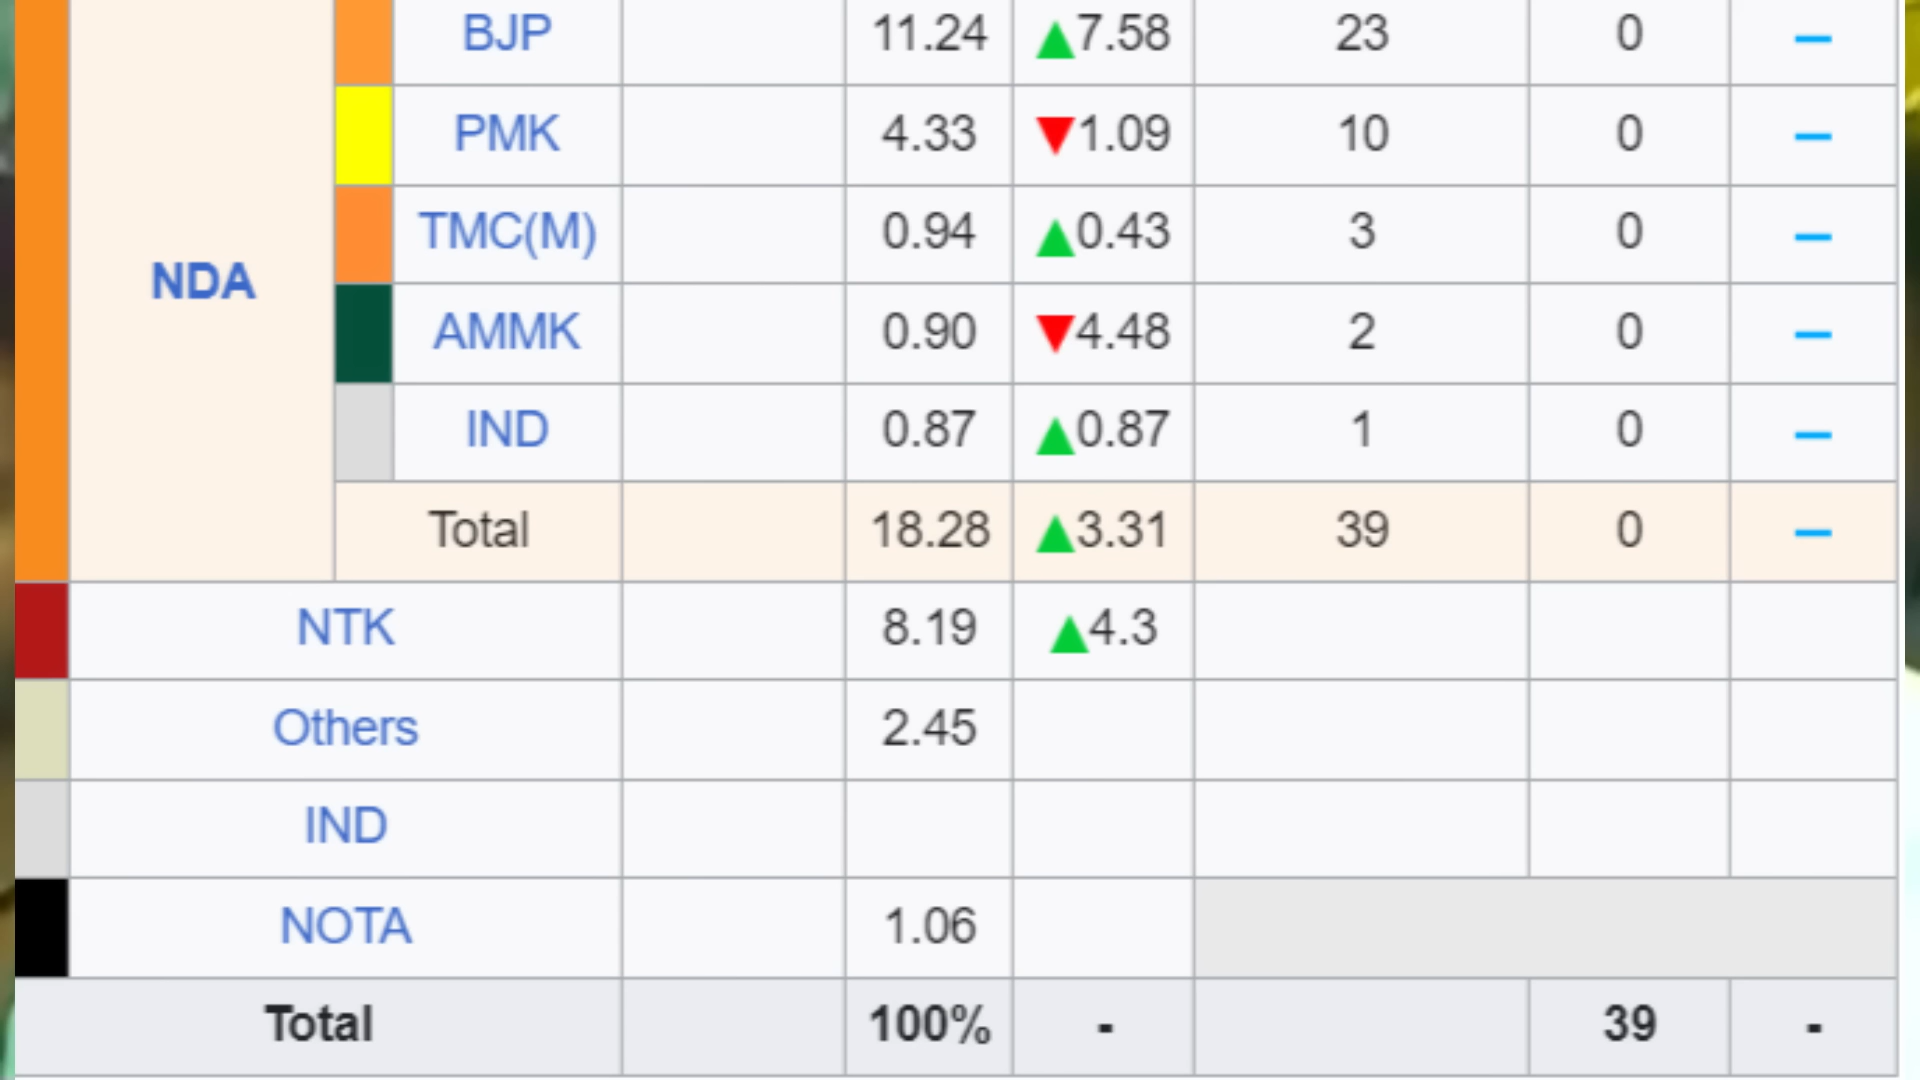 BJP 11.24 ▲7.58 23 0 –
PMK 4.33 ▼1.09 10 0 –
TMC(M) 0.94 ▲0.43 3 0 –
NDA
AMMK 0.90 ▼4.48 2 0 –
IND 0.87 ▲0.87 1 0 –
Total 18.28 ▲3.31 39 0 –
NTK 8.19 ▲4.3
Others 2.45
IND
NOTA 1.06
Total 100% - 39 -